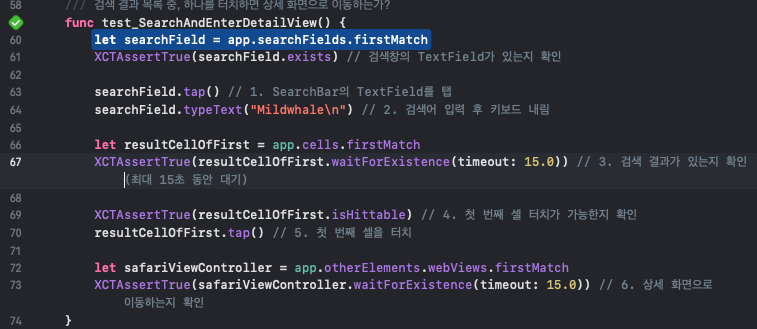 58 /// 검색 결과 목록 중, 하나를 터치하면 상세 화면으로 이동하는가?
func test_SearchAndEnterDetailView() {
60 let searchField = app.searchFields.firstMatch
61 XCTAssertTrue(searchField.exists) // 검색창의 TextField가 있는지 확인
62
63 searchField.tap() // 1. SearchBar의 TextField를 탭
64 searchField.typeText("Mildwhale\n") // 2. 검색어 입력 후 키보드 내림
65
66 let resultCellOfFirst = app.cells.firstMatch
67 XCTAssertTrue(resultCellOfFirst.waitForExistence(timeout: 15.0)) // 3. 검색 결과가 있는지 확인
(최대 15초 동안 대기)
68
69 XCTAssertTrue(resultCellOfFirst.isHittable) // 4. 첫 번째 셀 터치가 가능한지 확인
70 resultCellOfFirst.tap() // 5. 첫 번째 셀을 터치
71
72 let safariViewController = app.otherElements.webViews.firstMatch
73 XCTAssertTrue(safariViewController.waitForExistence(timeout: 15.0)) // 6. 상세 화면으로
이동하는지 확인
74 }